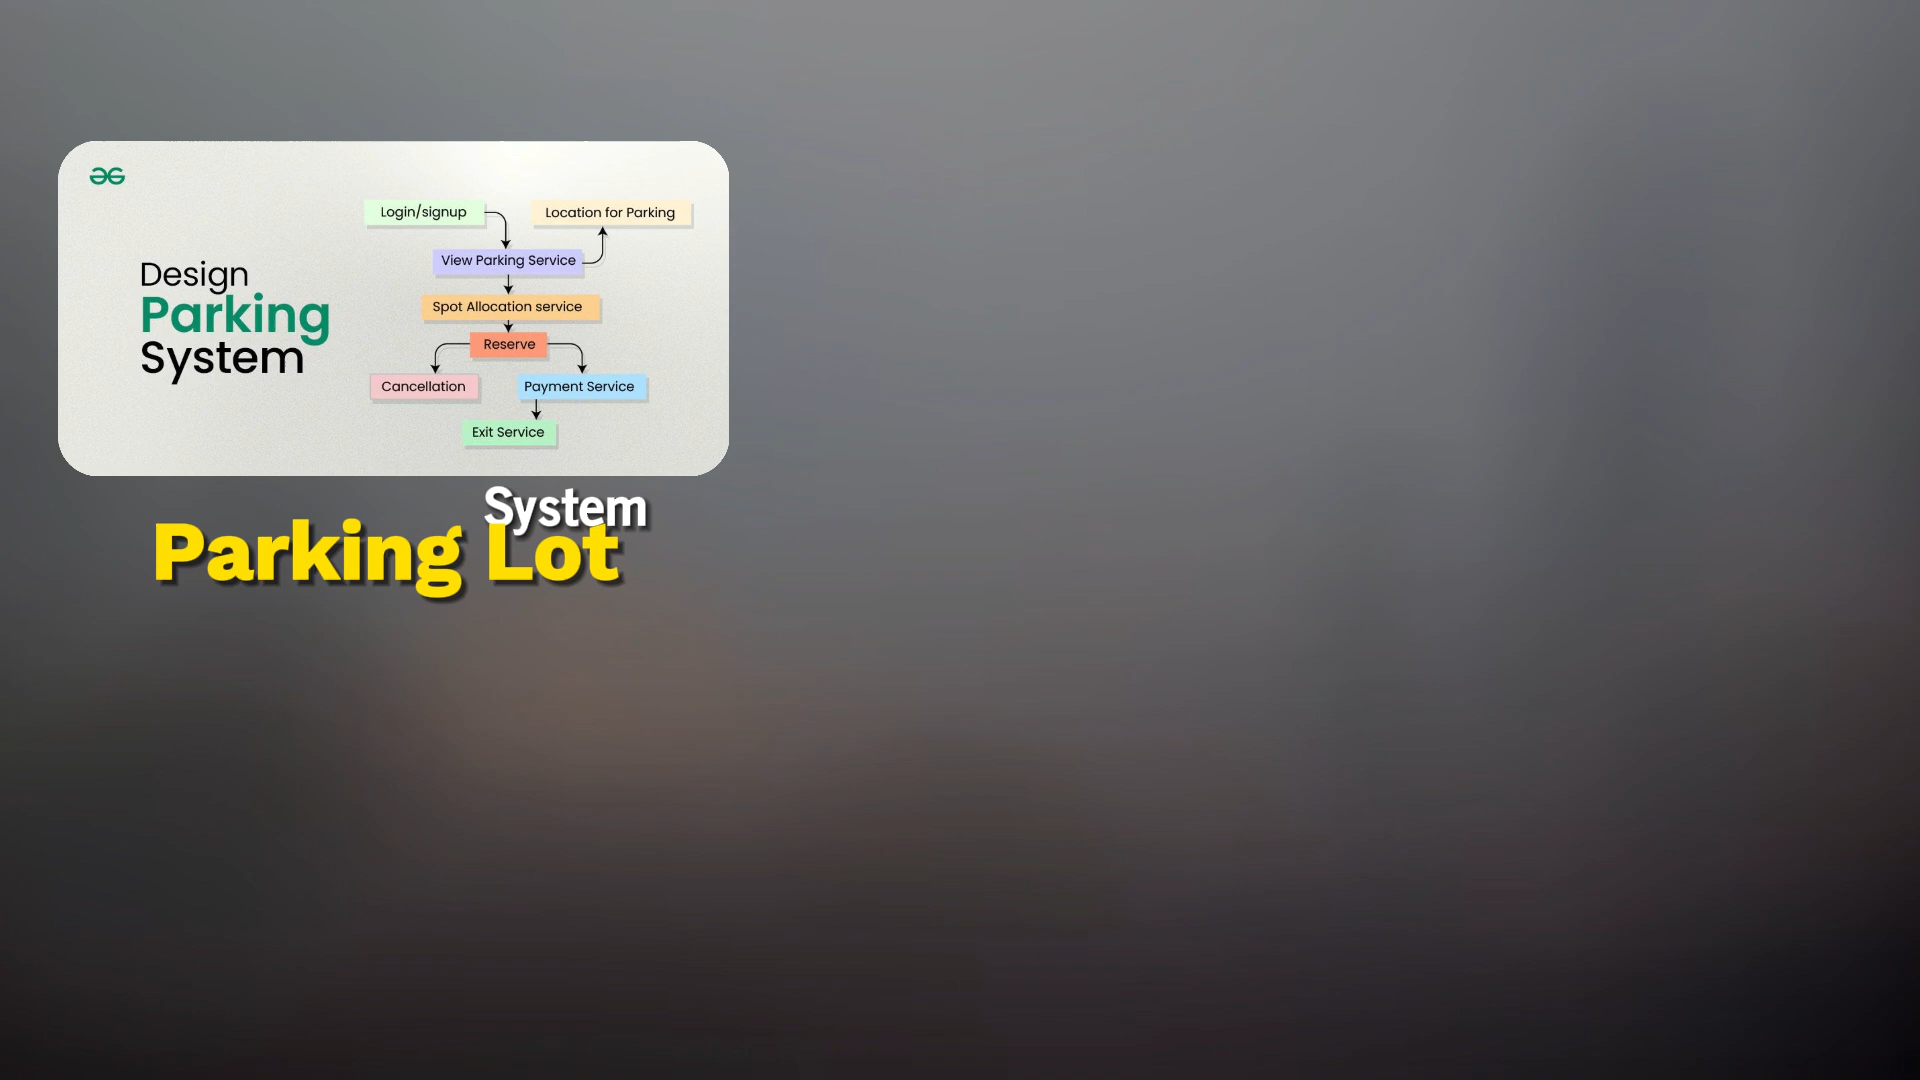 Design
Parking
System
Login/signup
Location for Parking
View Parking Service
Spot Allocation service
Reserve
Cancellation
Payment Service
Exit Service
System
Parking Lot